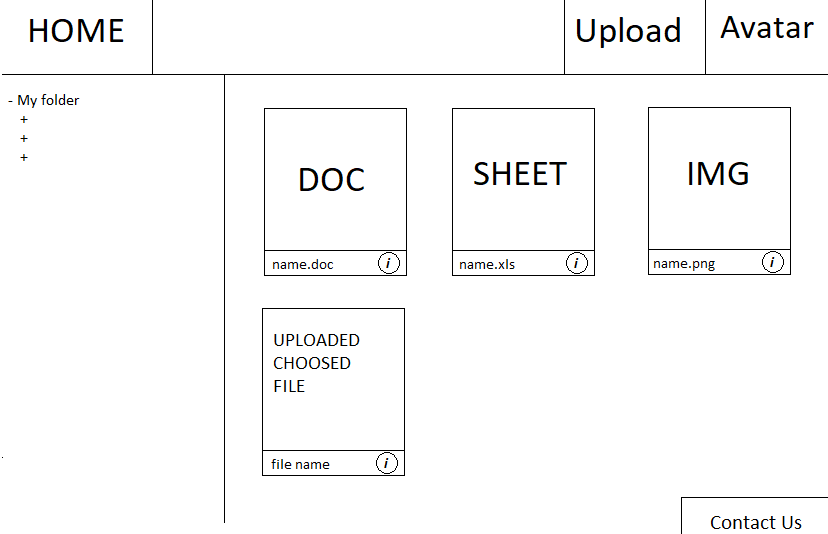 HOME
Upload
Avatar
- My folder
+
+
+
DOC
name.doc i
SHEET
name.xls i
IMG
name.png i
UPLOADED
CHOOSED
FILE
file name i
Contact Us